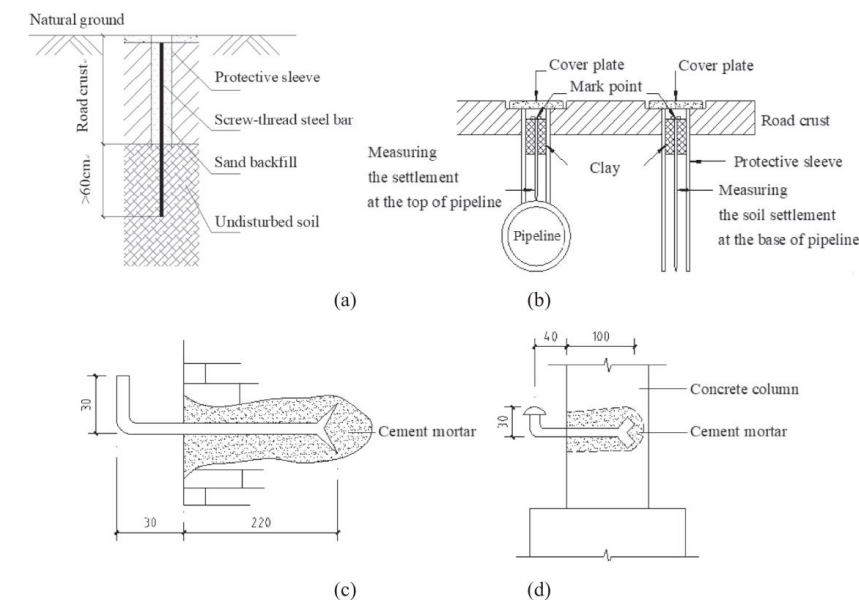 Natural ground
Road crust
>60cm
Protective sleeve
Screw-thread steel bar
Sand backfill
Undisturbed soil
(a)
Cover plate
Cover plate
Mark point
Road crust
Measuring
the settlement
at the top of pipeline
Clay
Protective sleeve
Measuring
the soil settlement
at the base of pipeline
Pipeline
(b)
30
Cement mortar
30
220
(c)
40
100
30
Concrete column
Cement mortar
(d)